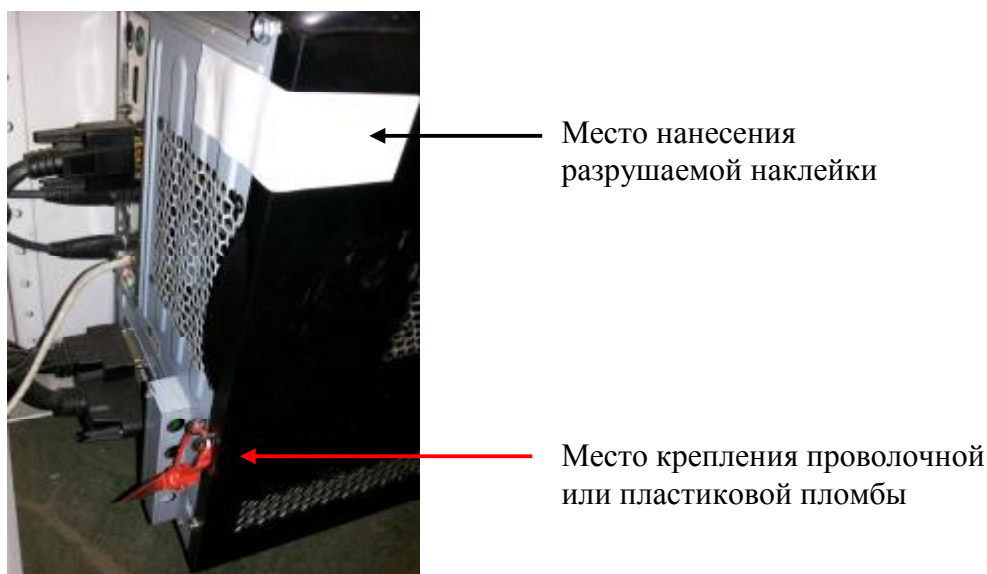 Место нанесения
разрушаемой наклейки
Место крепления проволочной
или пластиковой пломбы